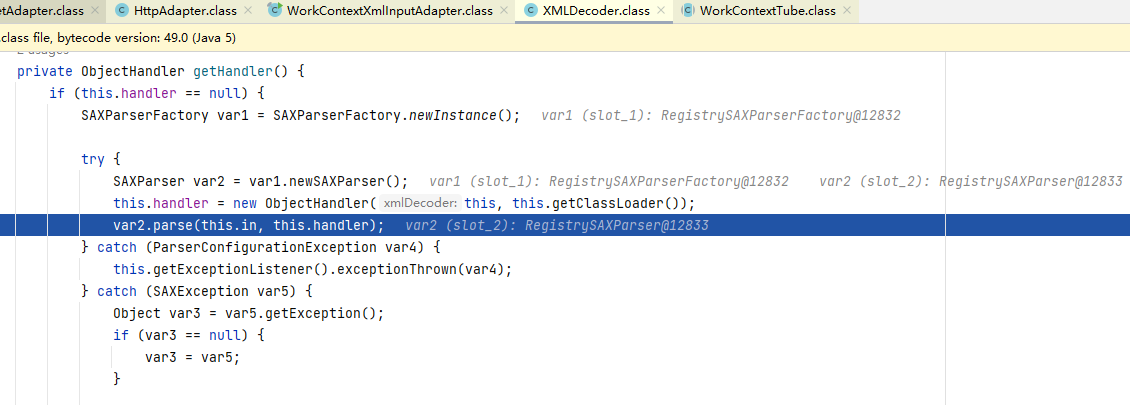 etAdapter.class HttpAdapter.class WorkContextXmlInputAdapter.class XMLDecoder.class WorkContextTube.class
.class file, bytecode version: 49.0 (Java 5)
2 usages
private ObjectHandler getHandler() {
if (this.handler == null) {
SAXParserFactory var1 = SAXParserFactory.newInstance(); var1 (slot_1): RegistrySAXParserFactory@12832
try {
SAXParser var2 = var1.newSAXParser(); var1 (slot_1): RegistrySAXParserFactory@12832 var2 (slot_2): RegistrySAXParser@12833
this.handler = new ObjectHandler( xmlDecoder: this, this.getClassLoader());
var2.parse(this.in, this.handler); var2 (slot_2): RegistrySAXParser@12833
} catch (ParserConfigurationException var4) {
this.getExceptionListener().exceptionThrown(var4);
} catch (SAXException var5) {
Object var3 = var5.getException();
if (var3 == null) {
var3 = var5;
}